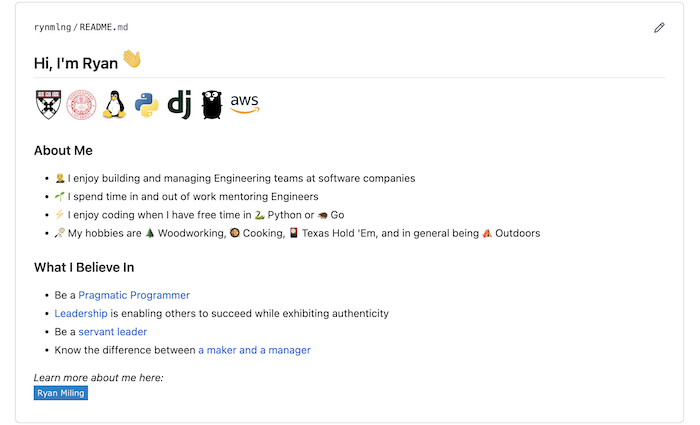 rynmlng/README.md
Hi, I'm Ryan 👋
dj
aws
About Me
• 🤵 I enjoy building and managing Engineering teams at software companies
• 🌱 I spend time in and out of work mentoring Engineers
• ⚡ I enjoy coding when I have free time in 🐍 Python or 🦔 Go
• 🥍 My hobbies are 🌲 Woodworking, 🥘 Cooking, 🎴 Texas Hold 'Em, and in general being ⛺ Outdoors
What I Believe In
• Be a Pragmatic Programmer
• Leadership is enabling others to succeed while exhibiting authenticity
• Be a servant leader
• Know the difference between a maker and a manager
Learn more about me here:
Ryan Miling